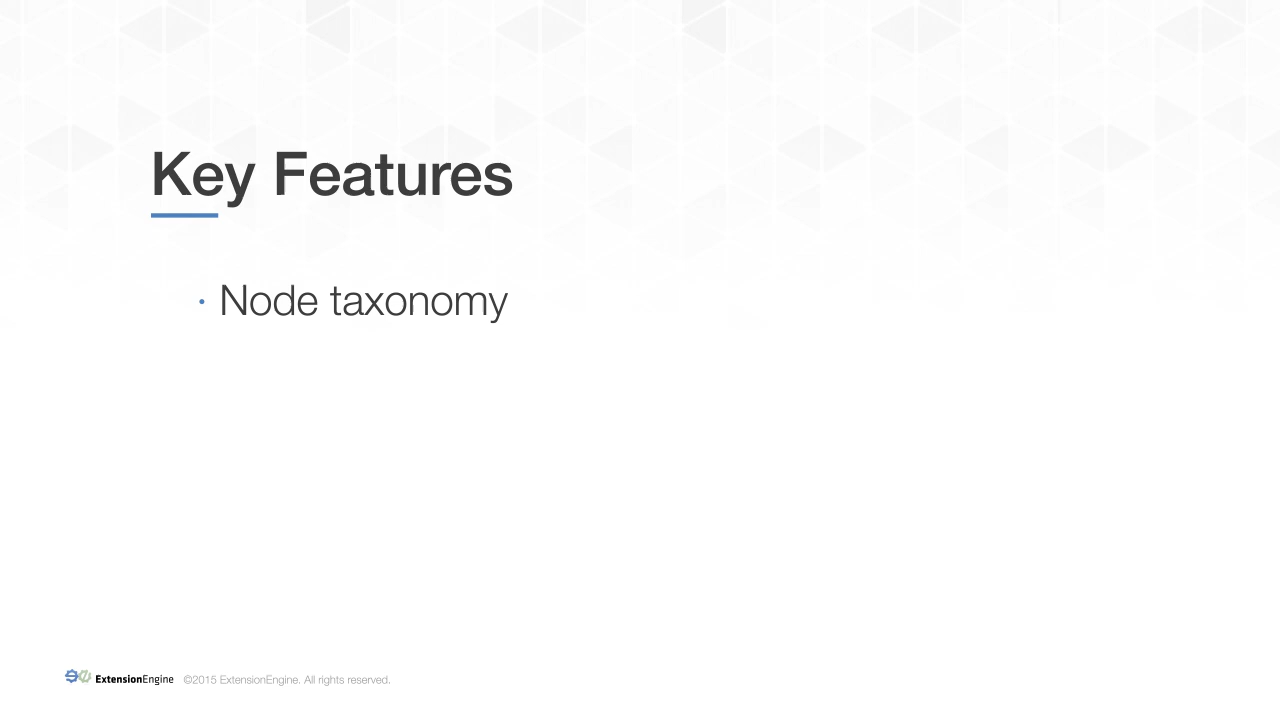 Key Features
· Node taxonomy
ExtensionEngine ©2015 ExtensionEngine. All rights reserved.